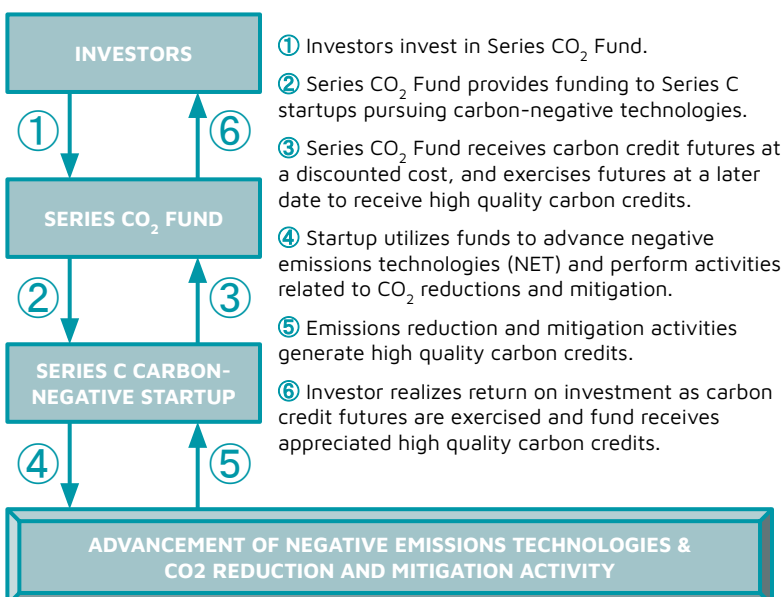 INVESTORS
①
⑥
SERIES CO₂ FUND
②
③
SERIES C CARBON-
NEGATIVE STARTUP
④
⑤
ADVANCEMENT OF NEGATIVE EMISSIONS TECHNOLOGIES &
CO2 REDUCTION AND MITIGATION ACTIVITY
① Investors invest in Series CO₂ Fund.
② Series CO₂ Fund provides funding to Series C
startups pursuing carbon-negative technologies.
③ Series CO₂ Fund receives carbon credit futures at
a discounted cost, and exercises futures at a later
date to receive high quality carbon credits.
④ Startup utilizes funds to advance negative
emissions technologies (NET) and perform activities
related to CO₂ reductions and mitigation.
⑤ Emissions reduction and mitigation activities
generate high quality carbon credits.
⑥ Investor realizes return on investment as carbon
credit futures are exercised and fund receives
appreciated high quality carbon credits.